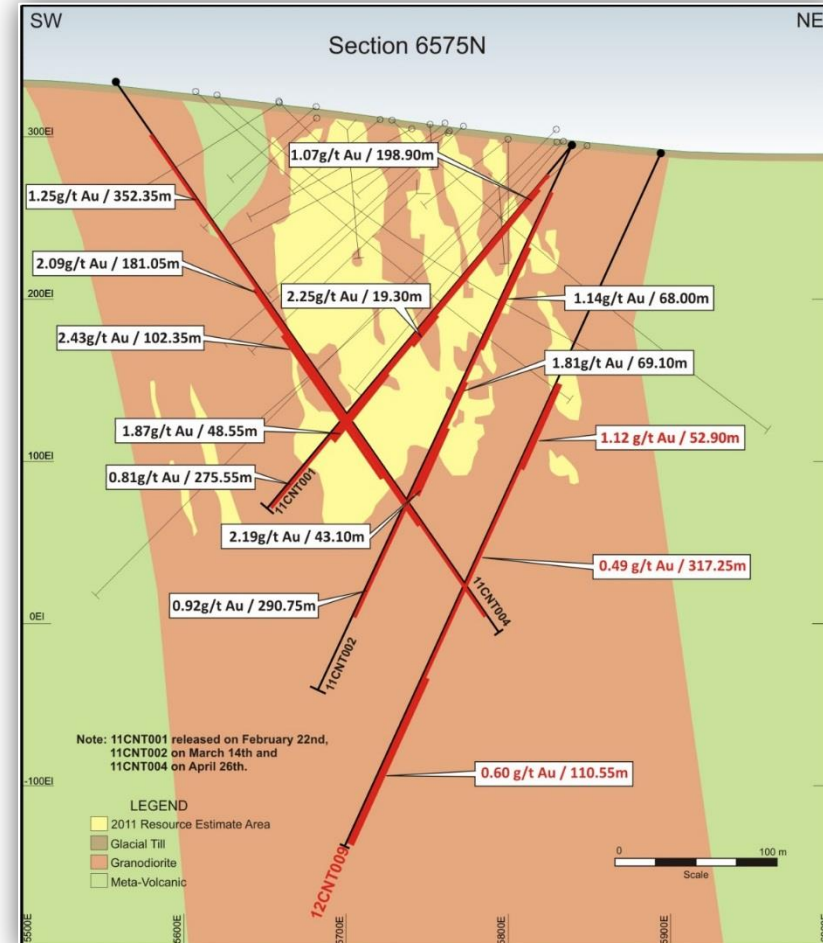 SW
NE
Section 6575N
300El
1.07g/t Au / 198.90m
1.25g/t Au / 352.35m
2.09g/t Au / 181.05m
200El
2.25g/t Au / 19.30m
1.14g/t Au / 68.00m
2.43g/t Au / 102.35m
1.81g/t Au / 69.10m
1.87g/t Au / 48.55m
1.12 g/t Au / 52.90m
100El
0.81g/t Au / 275.55m
11CNT001
2.19g/t Au / 43.10m
0.49 g/t Au / 317.25m
11CNT004
0.92g/t Au / 290.75m
0El
11CNT002
Note: 11CNT001 released on February 22nd,
11CNT002 on March 14th and
11CNT004 on April 26th.
0.60 g/t Au / 110.55m
-100El
LEGEND
2011 Resource Estimate Area
Glacial Till
Granodiorite
Meta-Volcanic
0 100 m
Scale
12CNT009
5500E
5600E
5700E
5800E
5900E